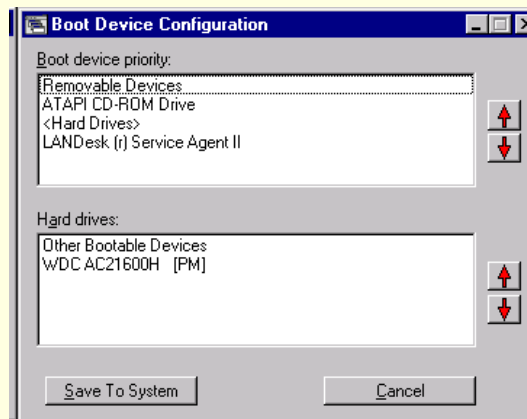 Boot Device Configuration
Boot device priority:
Removable Devices
ATAPI CD-ROM Drive
<Hard Drives>
LANDesk (r) Service Agent II
Hard drives:
Other Bootable Devices
WDC AC21600H [PM]
Save To System Cancel